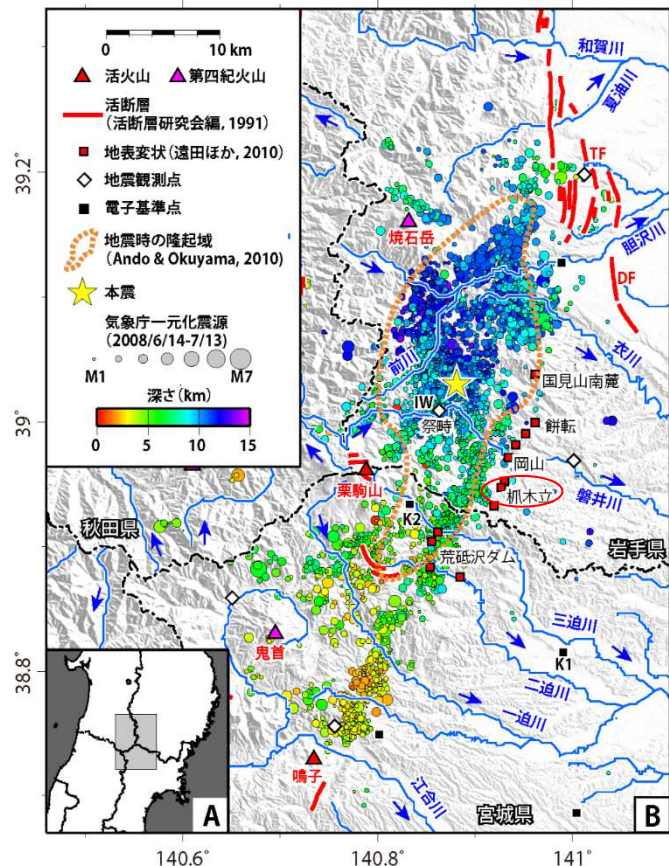 0 10 km
活火山 第四紀火山
活断層
(活断層研究会編, 1991)
地表変状(遠田ほか, 2010)
地震観測点
電子基準点
地震時の隆起域
(Ando & Okuyama, 2010)
本震
気象庁一元化震源
(2008/6/14-7/13)
M1 M7
深さ(km)
0 5 10 15
和賀川
夏油川
TF
焼石岳
胆沢川
DF
前川
衣川
国見山南麓
IW
祭畤
餅転
岡山
栗駒山
机木立
磐井川
K2
秋田県
岩手県
荒砥沢ダム
三迫川
鬼首
K1
二迫川
一迫川
鳴子
江合川
宮城県
A
B
39.2
39
38.8
140.6
140.8
141